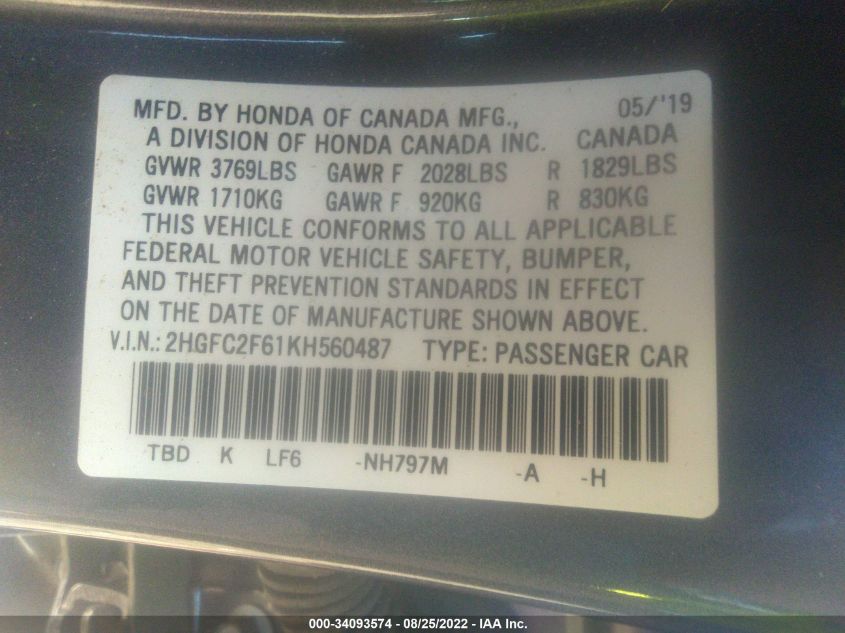 MFD. BY HONDA OF CANADA MFG., 05/'19
A DIVISION OF HONDA CANADA INC. CANADA
GVWR 3769LBS GAWR F 2028LBS R 1829LBS
GVWR 1710KG GAWR F 920KG R 830KG
THIS VEHICLE CONFORMS TO ALL APPLICABLE
FEDERAL MOTOR VEHICLE SAFETY, BUMPER,
AND THEFT PREVENTION STANDARDS IN EFFECT
ON THE DATE OF MANUFACTURE SHOWN ABOVE.
V.I.N.: 2HGFC2F61KH560487 TYPE: PASSENGER CAR
TBD K LF6 -NH797M -A -H
000-34093574 - 08/25/2022 - IAA Inc.